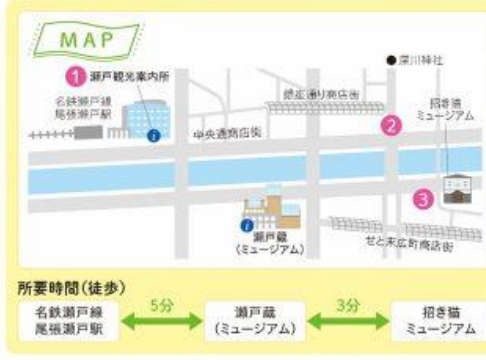 MAP
1 瀬戸観光案内所
深川神社
名鉄瀬戸線
尾張瀬戸駅
銀座通り商店街
招き猫
ミュージアム
中央通商店街
2
3
瀬戸蔵
(ミュージアム)
せと末広町商店街
所要時間(徒歩)
名鉄瀬戸線
尾張瀬戸駅
5分
瀬戸蔵
(ミュージアム)
3分
招き猫
ミュージアム